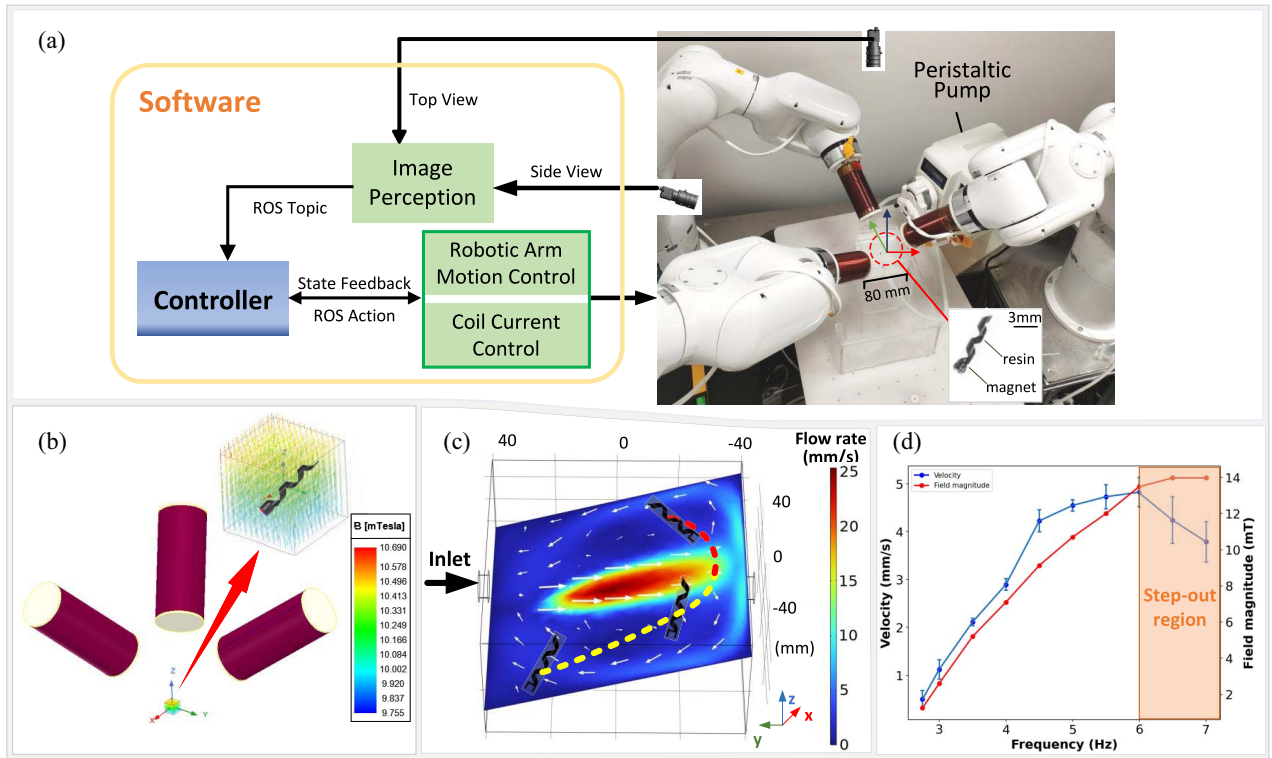 (a)
Software
Top View
Image
Perception
Side View
ROS Topic
Controller
State Feedback
ROS Action
Robotic Arm
Motion Control
Coil Current
Control
Peristaltic
Pump
80 mm
3mm
resin
magnet
(b)
B [mTesla]
10.690
10.578
10.496
10.413
10.331
10.249
10.166
10.084
10.002
9.920
9.837
9.755
Z
X
Y
(c)
40
0
-40
Flow rate
(mm/s)
Inlet
40
0
-40
(mm)
25
20
15
10
5
0
z
x
y
(d)
Velocity
Field magnitude
Velocity (mm/s)
5
4
3
2
1
14
12
10
8
6
4
2
Field magnitude (mT)
Step-out
region
3
4
5
6
7
Frequency (Hz)